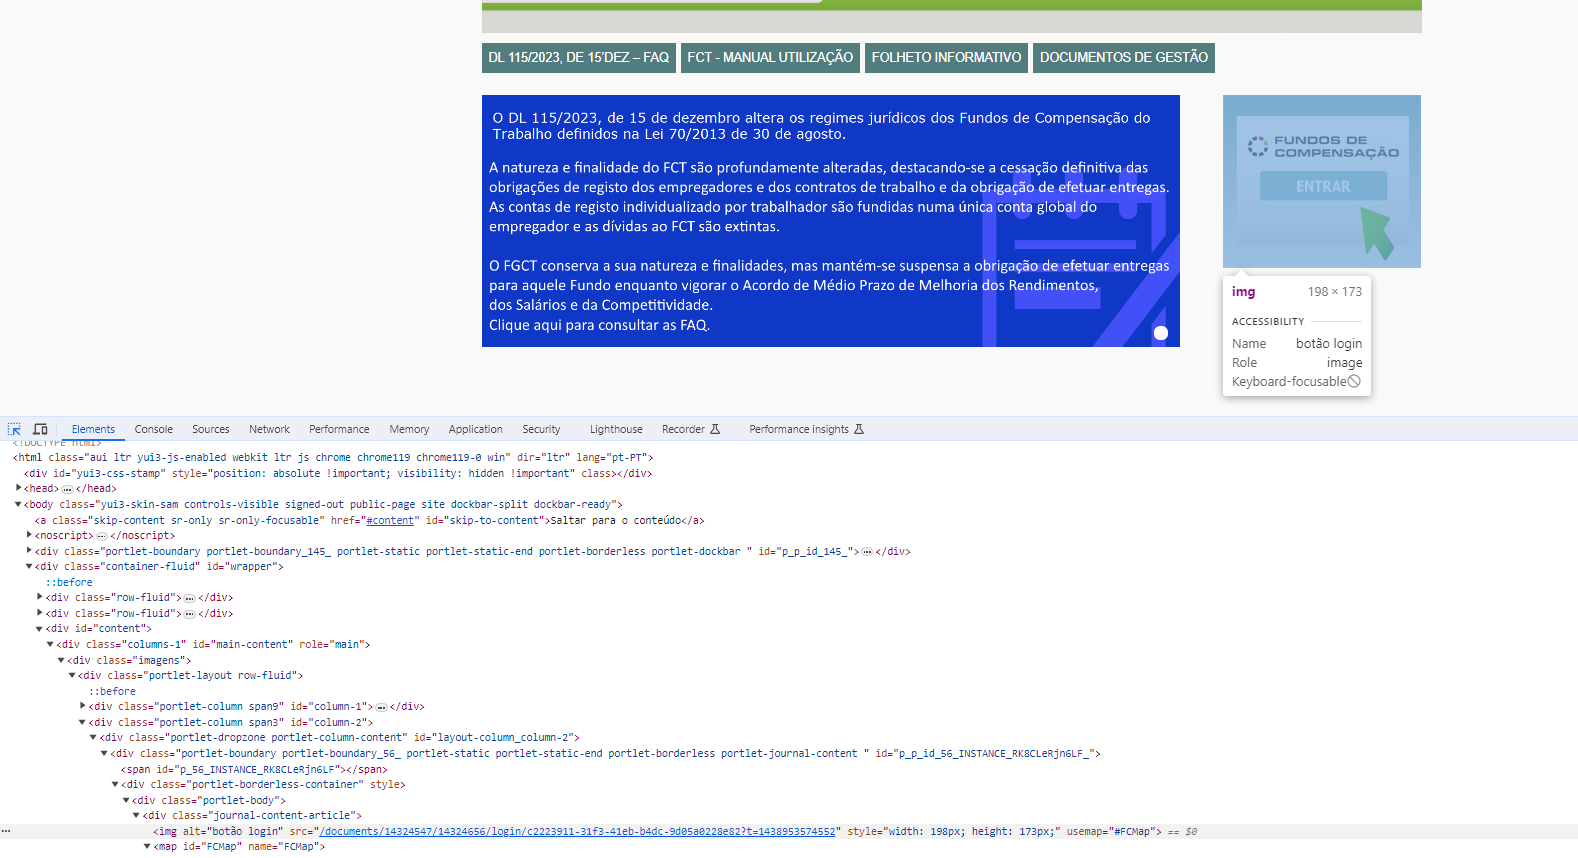 DL 115/2023, DE 15'DEZ – FAQ
FCT - MANUAL UTILIZAÇÃO
FOLHETO INFORMATIVO
DOCUMENTOS DE GESTÃO
O DL 115/2023, de 15 de dezembro altera os regimes jurídicos dos Fundos de Compensação do
Trabalho definidos na Lei 70/2013 de 30 de agosto.
A natureza e finalidade do FCT são profundamente alteradas, destacando-se a cessação definitiva das
obrigações de registo dos empregadores e dos contratos de trabalho e da obrigação de efetuar entregas.
As contas de registo individualizado por trabalhador são fundidas numa única conta global do
empregador e as dívidas ao FCT são extintas.
O FGCT conserva a sua natureza e finalidades, mas mantém-se suspensa a obrigação de efetuar entregas
para aquele Fundo enquanto vigorar o Acordo de Médio Prazo de Melhoria dos Rendimentos,
dos Salários e da Competitividade.
Clique aqui para consultar as FAQ.
FUNDOS DE
COMPENSAÇÃO
ENTRAR
img 198 × 173
ACCESSIBILITY
Name botão login
Role image
Keyboard-focusable
Elements Console Sources Network Performance Memory Application Security Lighthouse Recorder Performance insights
<!DOCTYPE html>
<html class="aui ltr yui3-js-enabled webkit ltr js chrome chrome119 chrome119-0 win" dir="ltr" lang="pt-PT">
<div id="yui3-css-stamp" style="position: absolute !important; visibility: hidden !important" class></div>
<head>…</head>
<body class="yui3-skin-sam controls-visible signed-out public-page site dockbar-split dockbar-ready">
<a class="skip-content sr-only sr-only-focusable" href="#content" id="skip-to-content">Saltar para o conteúdo</a>
<noscript>…</noscript>
<div class="portlet-boundary portlet-boundary_145_ portlet-static portlet-static-end portlet-borderless portlet-dockbar " id="p_p_id_145_">…</div>
<div class="container-fluid" id="wrapper">
::before
<div class="row-fluid">…</div>
<div class="row-fluid">…</div>
<div id="content">
<div class="columns-1" id="main-content" role="main">
<div class="imagens">
<div class="portlet-layout row-fluid">
::before
<div class="portlet-column span9" id="column-1">…</div>
<div class="portlet-column span3" id="column-2">
<div class="portlet-dropzone portlet-column-content" id="layout-column_column-2">
<div class="portlet-boundary portlet-boundary_56_ portlet-static portlet-static-end portlet-borderless portlet-journal-content " id="p_p_id_56_INSTANCE_RK8CLeRjn6LF_">
<span id="p_56_INSTANCE_RK8CLeRjn6LF"></span>
<div class="portlet-borderless-container" style>
<div class="portlet-body">
<div class="journal-content-article">
… <img alt="botão login" src="/documents/14324547/14324656/login/c2223911-31f3-41eb-b4dc-9d05a0228e82?t=1438953574552" style="width: 198px; height: 173px;" usemap="#FCMap"> == $0
<map id="FCMap" name="FCMap">